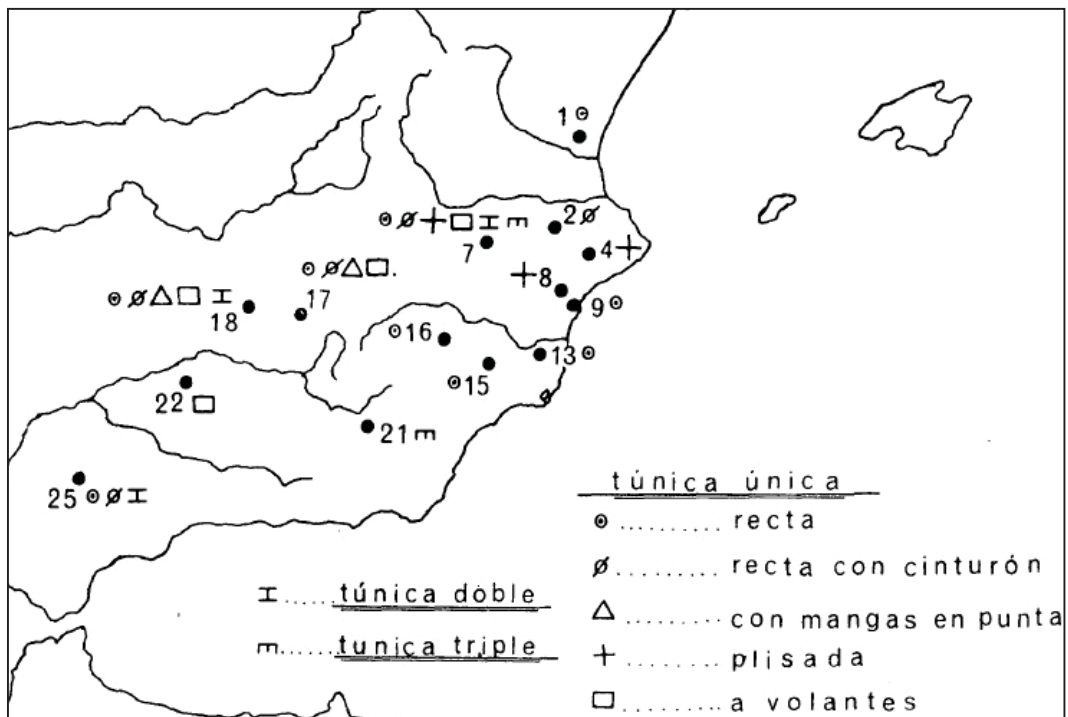 1 ⊙
2 ∅
⊙ ∅ + □ I E
7
4 +
⊙ ∅ △ □.
+ 8
⊙ ∅ △ □ I
17
18
9 ⊙
⊙ 16
13 ⊙
⊙ 15
22 □
21 E
25 ⊙ ∅ I
túnica única
⊙ .......... recta
∅ ......... recta con cinturón
△ ......... con mangas en punta
+ ........ plisada
□ ........ a volantes
I ...... túnica doble
E ...... tunica triple